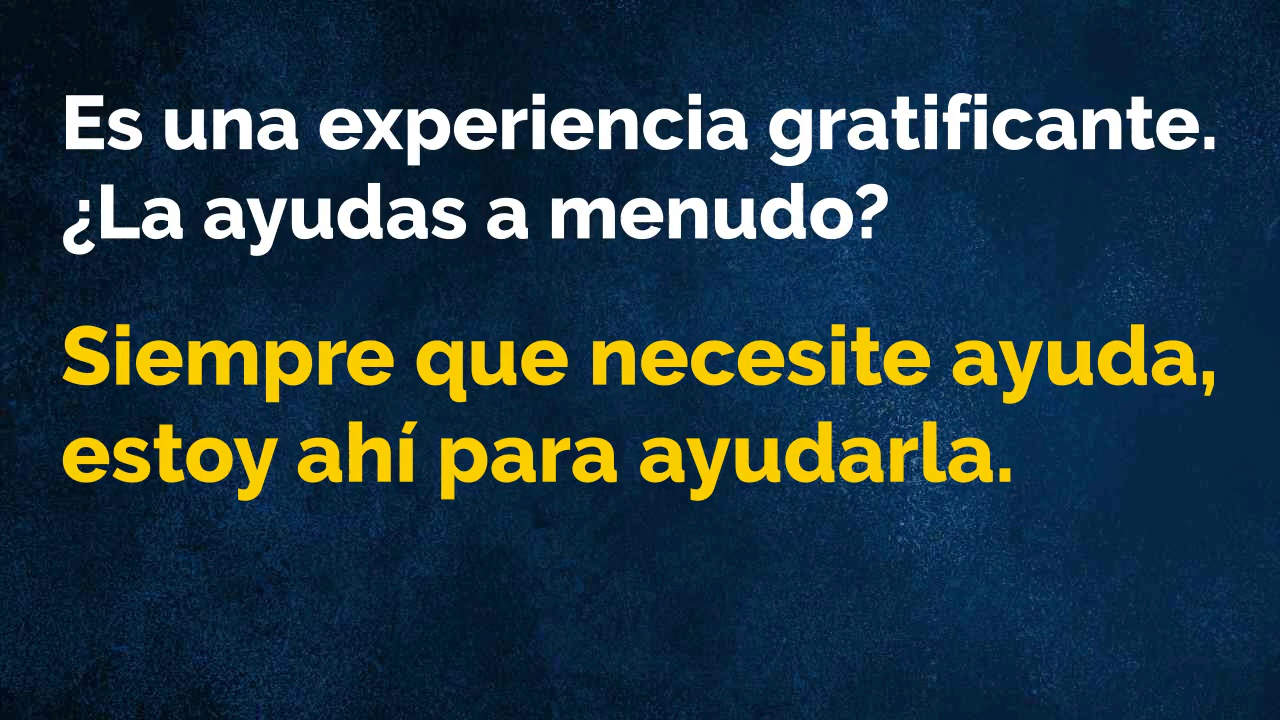 Es una experiencia gratificante.
¿La ayudas a menudo?
Siempre que necesite ayuda,
estoy ahí para ayudarla.